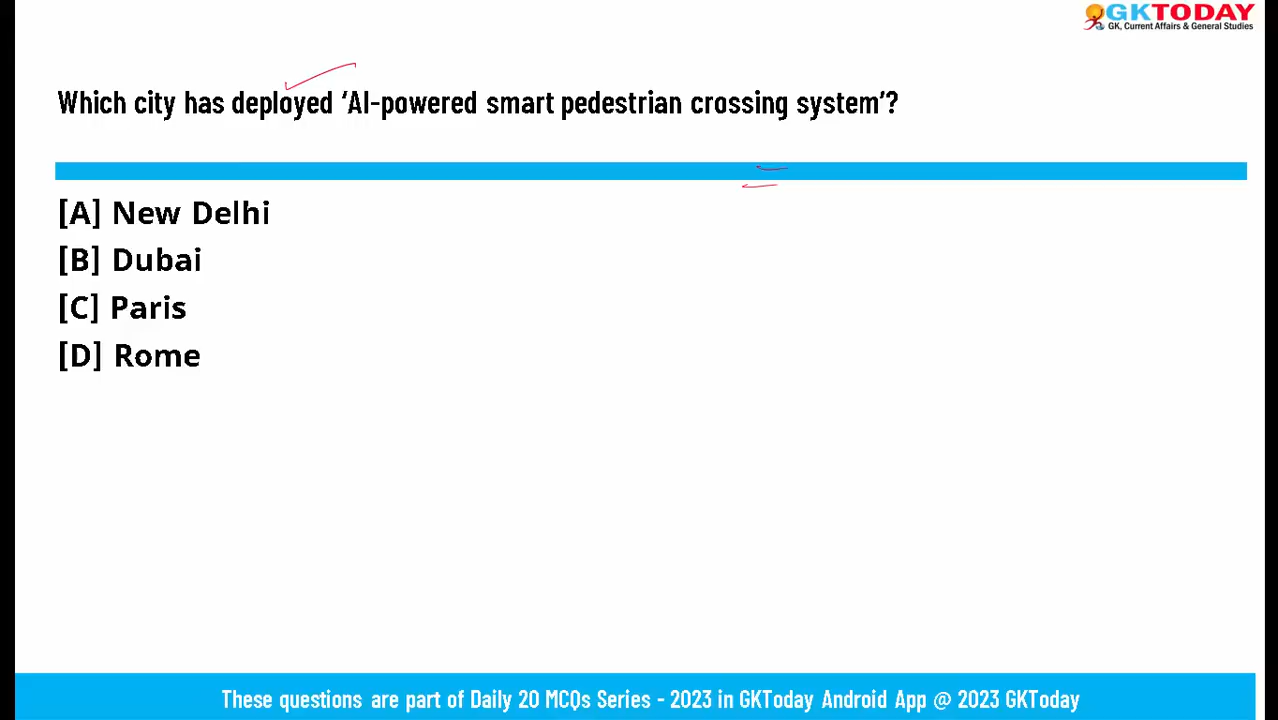 GKTODAY
GK, Current Affairs & General Studies
Which city has deployed ‘AI-powered smart pedestrian crossing system’?
[A] New Delhi
[B] Dubai
[C] Paris
[D] Rome
These questions are part of Daily 20 MCQs Series - 2023 in GKToday Android App @ 2023 GKToday